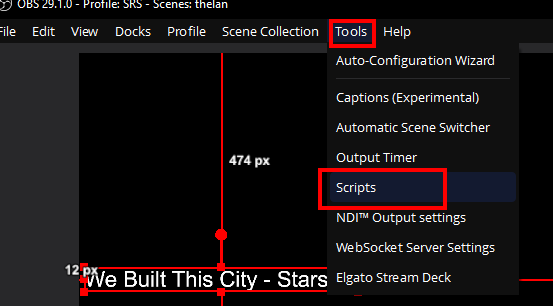 OBS 29.1.0 - Profile: SRS - Scenes: thelan
File Edit View Docks Profile Scene Collection Tools Help
Auto-Configuration Wizard
Captions (Experimental)
Automatic Scene Switcher
474 px
Output Timer
Scripts
NDI™ Output settings
WebSocket Server Settings
12 px
We Built This City - Stars
Elgato Stream Deck